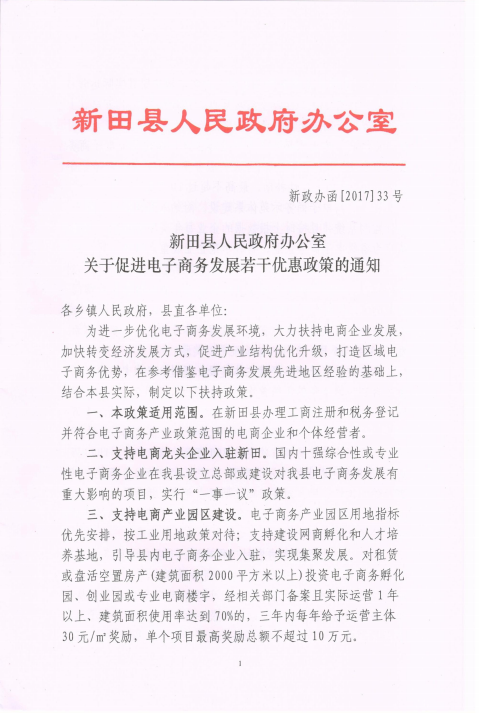 新田县人民政府办公室
新政办函[2017]33号
新田县人民政府办公室
关于促进电子商务发展若干优惠政策的通知
各乡镇人民政府，县直各单位:
为进一步优化电子商务发展环境，大力扶持电商企业发展，
加快转变经济发展方式，促进产业结构优化升级，打造区域电
子商务优势，在参考借鉴电子商务发展先进地区经验的基础上，
结合本县实际，制定以下扶持政策。
一、本政策适用范围。在新田县办理工商注册和税务登记
并符合电子商务产业政策范围的电商企业和个体经营者。
二、支持电商龙头企业入驻新田。国内十强综合性或专业
性电子商务企业在我县设立总部或建设对我县电子商务发展有
重大影响的项目，实行“一事一议”政策。
三、支持电商产业园区建设。电子商务产业园区用地指标
优先安排，按工业用地政策对待；支持建设网商孵化和人才培
养基地，引导县内电子商务企业入驻，实现集聚发展。对租赁
或盘活空置房产(建筑面积2000平方米以上)投资电子商务孵化
园、创业园或专业电商楼宇，经相关部门备案且实际运营1年
以上、建筑面积使用率达到70%的，三年内每年给予运营主体
30元/㎡奖励，单个项目最高奖励总额不超过10万元。
1